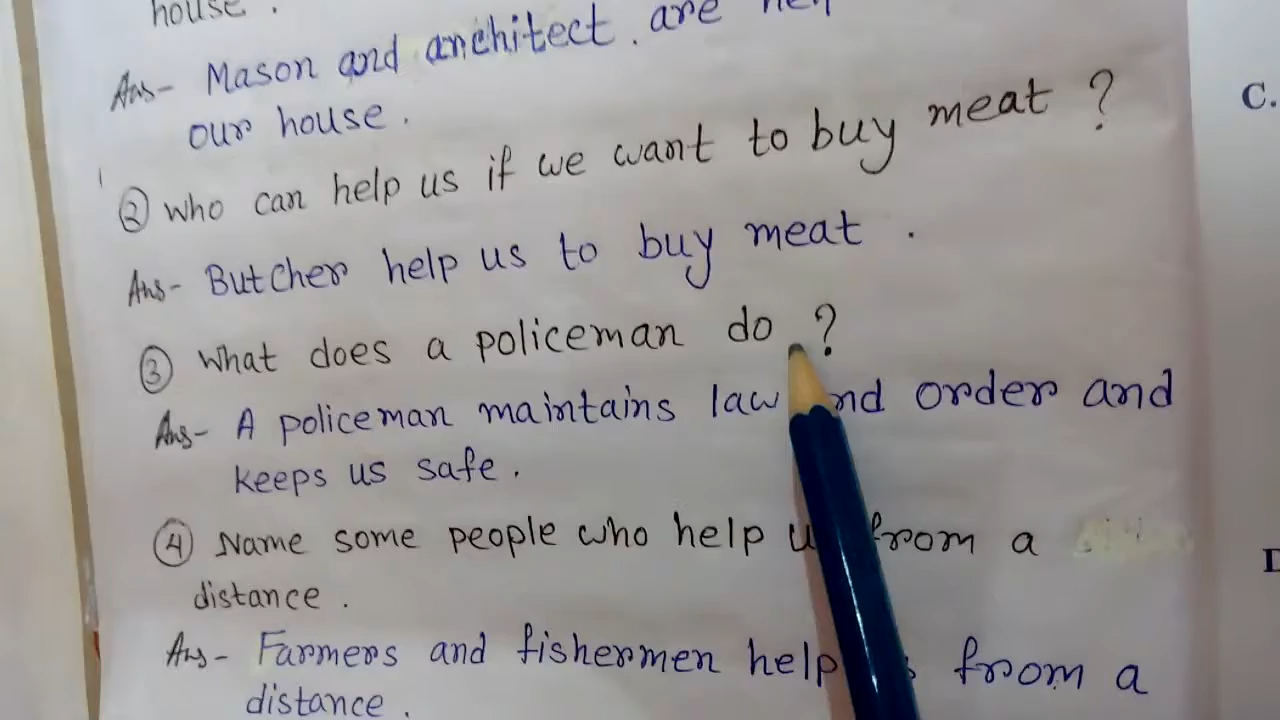 house.
Ans- Mason and architect are
our house.
② Who can help us if we want to buy meat ?
Ans- Butcher help us to buy meat .
③ What does a policeman do ?
Ans- A policeman maintains law and order and
keeps us safe.
④ Name some people who help us from a
distance .
Ans- Farmers and fishermen help from a
distance .
C.